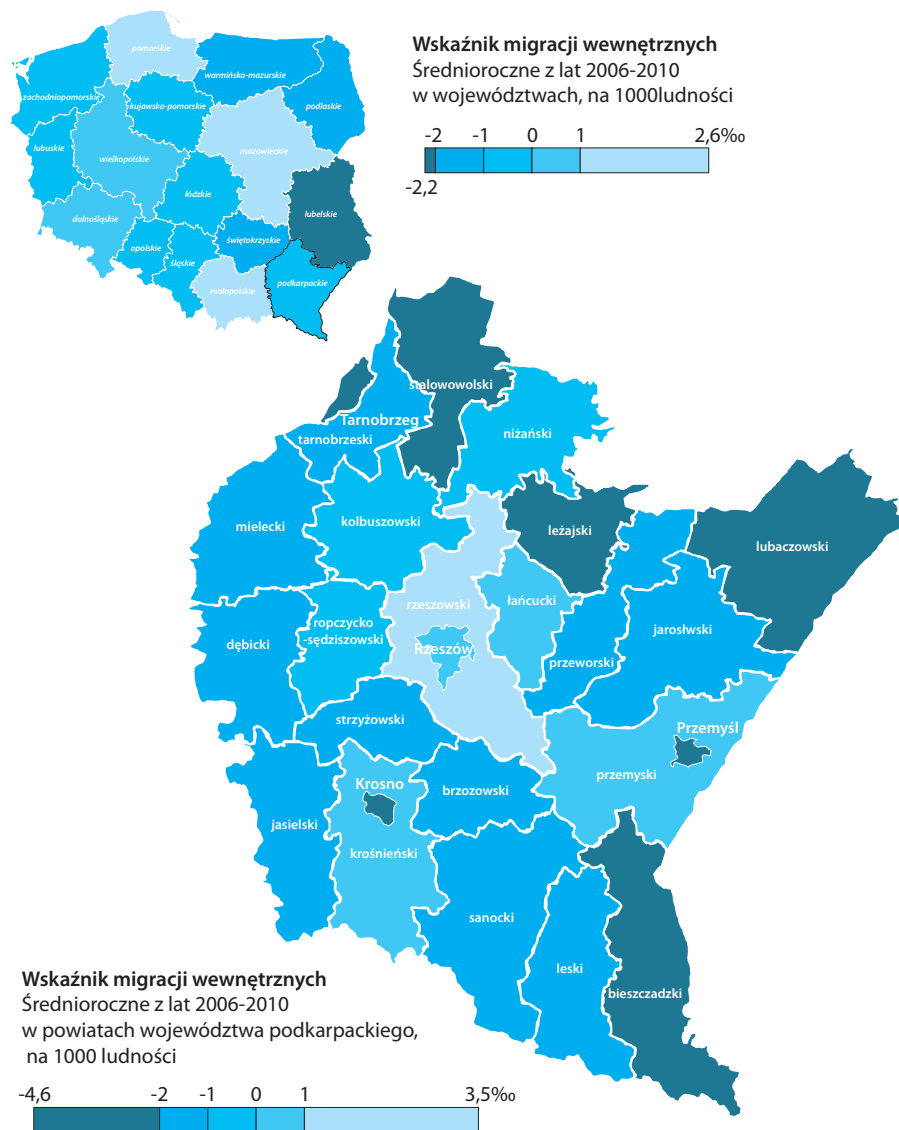 Wskaźnik migracji wewnętrznych
Średnioroczne z lat 2006-2010
w województwach, na 1000ludności
-2 -1 0 1 2,6‰
-2,2
pomorskie
warmińsko-mazurskie
zachodniopomorskie
kujawsko-pomorskie
podlaskie
lubuskie
wielkopolskie
mazowieckie
łódzkie
dolnośląskie
lubelskie
opolskie
śląskie
świętokrzyskie
małopolskie
podkarpackie
stalowowolski
Tarnobrzeg
tarnobrzeski
niżański
mielecki
kolbuszowski
leżajski
lubaczowski
rzeszowski
łańcucki
ropczycko
-sędziszowski
dębicki
Rzeszów
przeworski
jarosłwski
strzyżowski
Przemyśl
przemyski
Krosno
brzozowski
jasielski
krośnieński
sanocki
leski
bieszczadzki
Wskaźnik migracji wewnętrznych
Średnioroczne z lat 2006-2010
w powiatach województwa podkarpackiego,
na 1000 ludności
-4,6 -2 -1 0 1 3,5‰